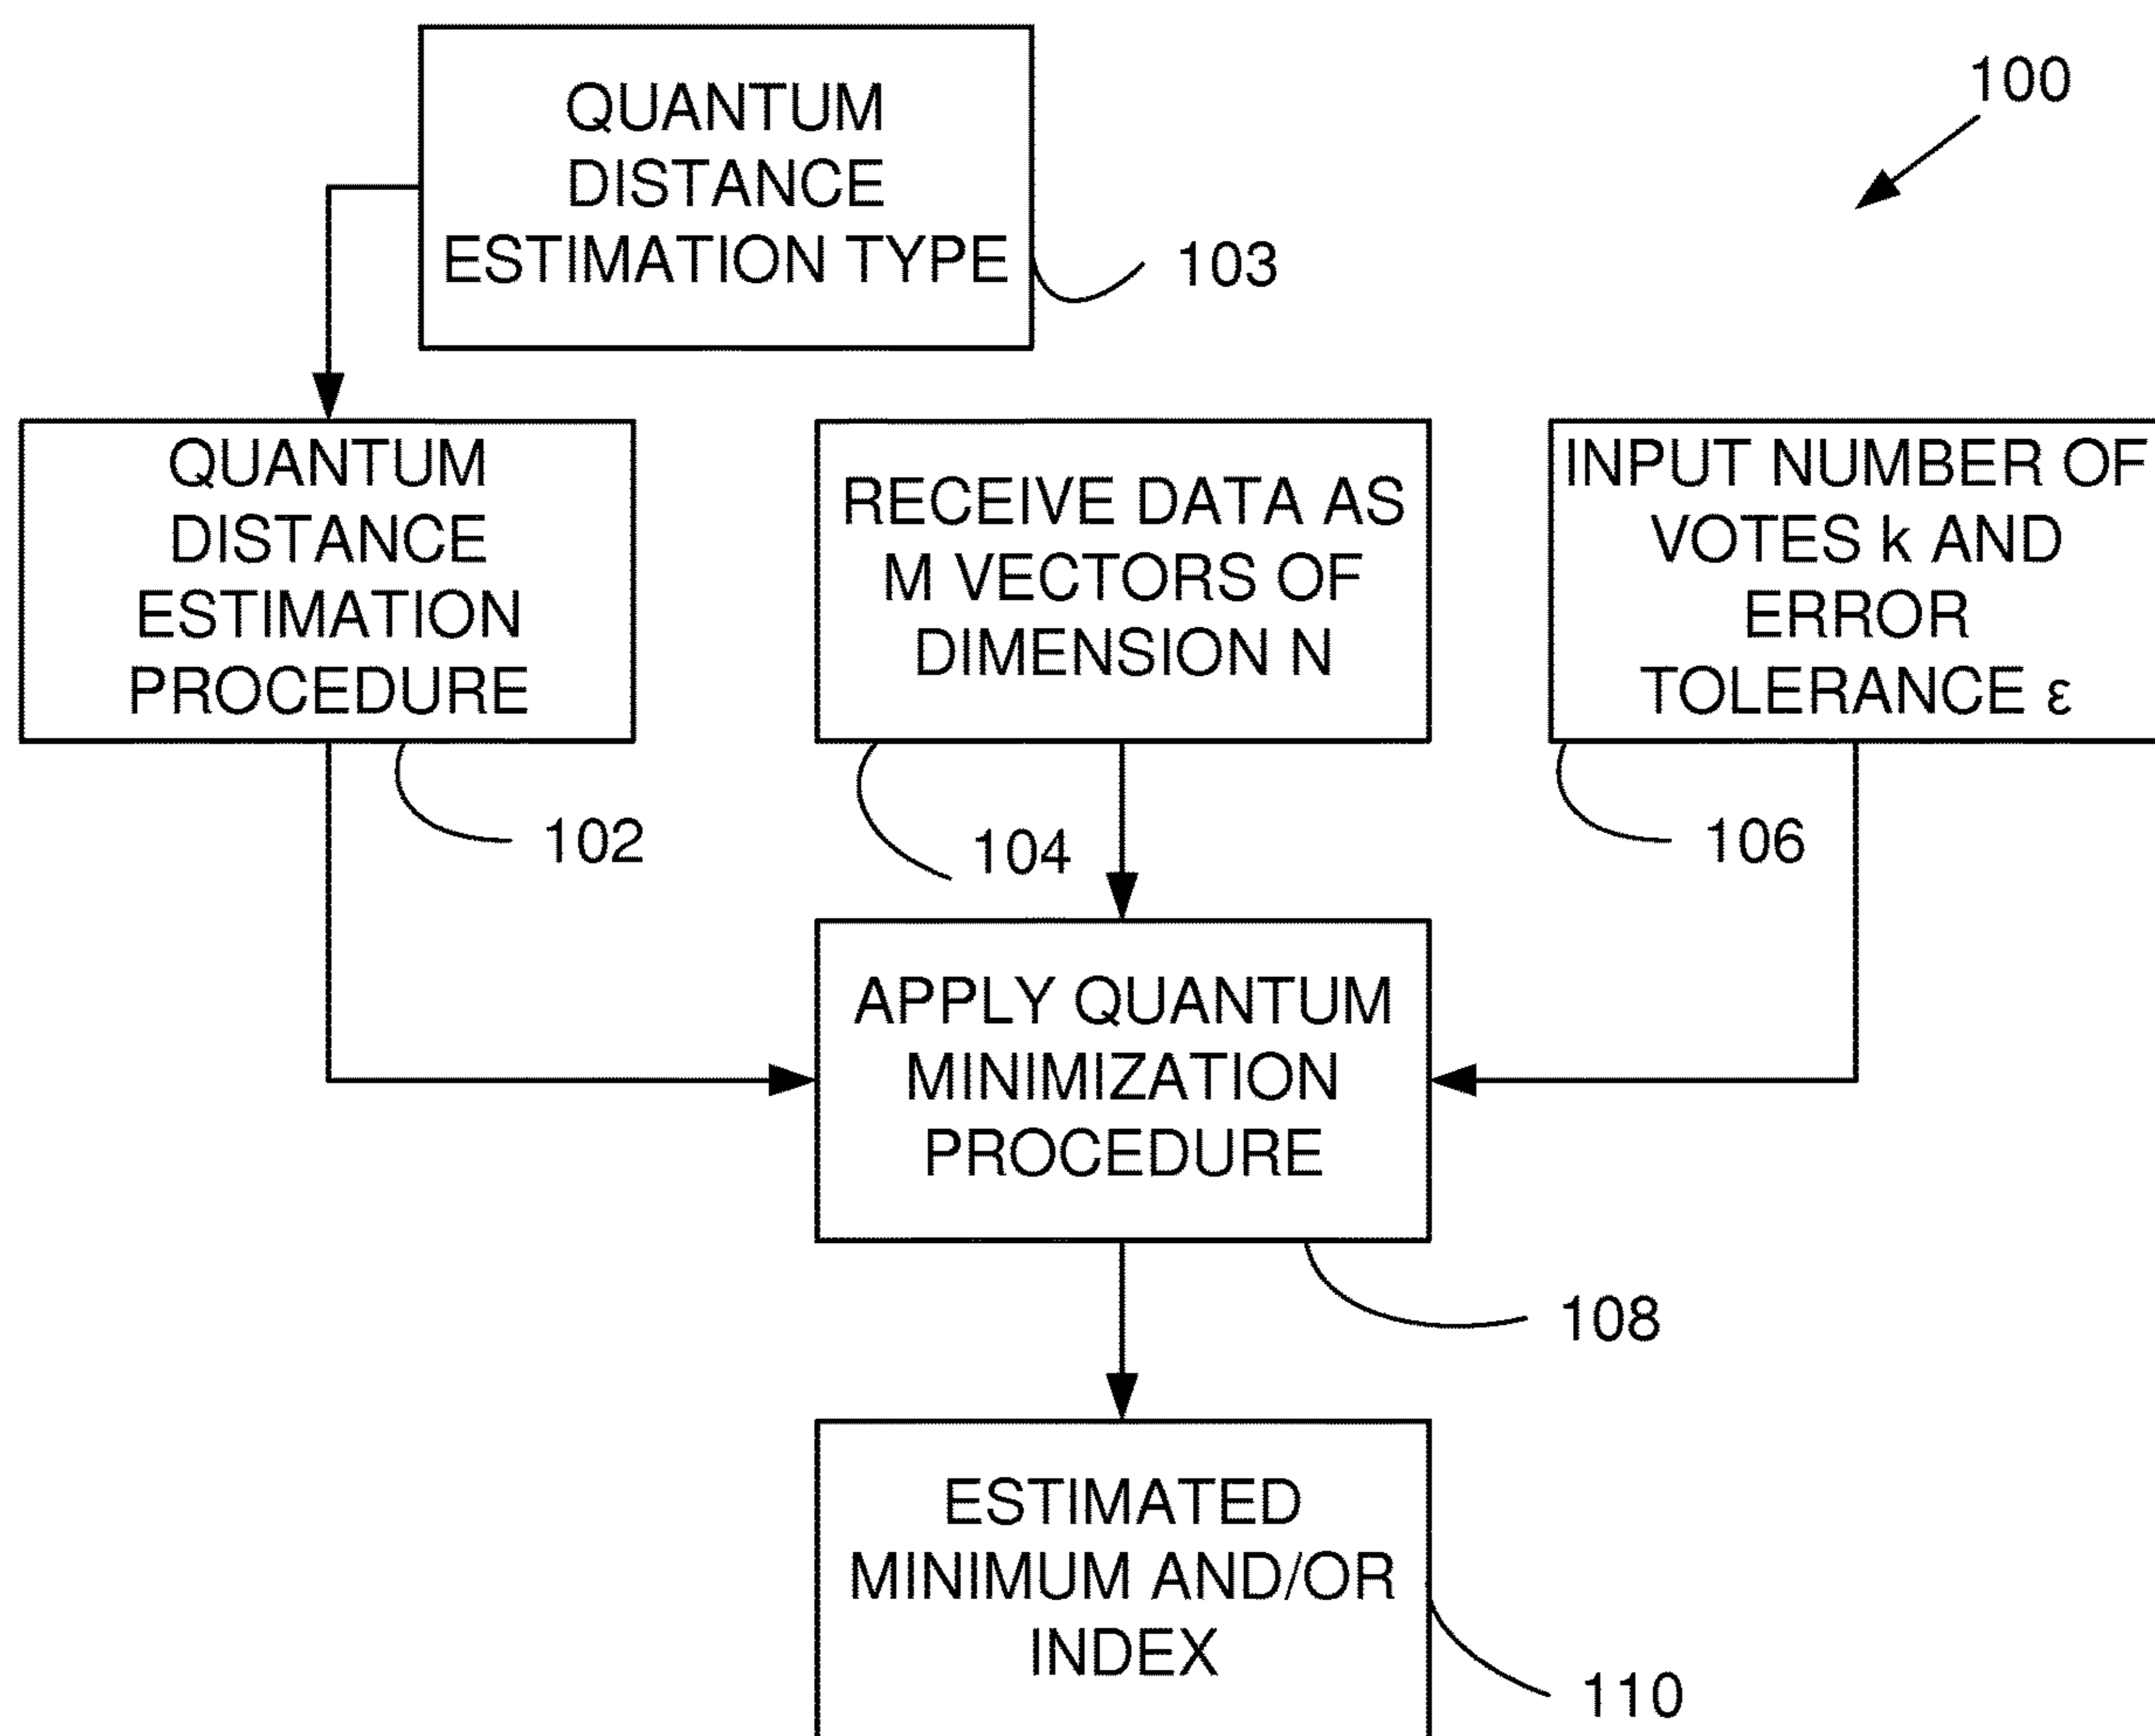 100
QUANTUM
DISTANCE
ESTIMATION TYPE
103
QUANTUM
DISTANCE
ESTIMATION
PROCEDURE
102
RECEIVE DATA AS
M VECTORS OF
DIMENSION N
104
INPUT NUMBER OF
VOTES k AND
ERROR
TOLERANCE ε
106
APPLY QUANTUM
MINIMIZATION
PROCEDURE
108
ESTIMATED
MINIMUM AND/OR
INDEX
110